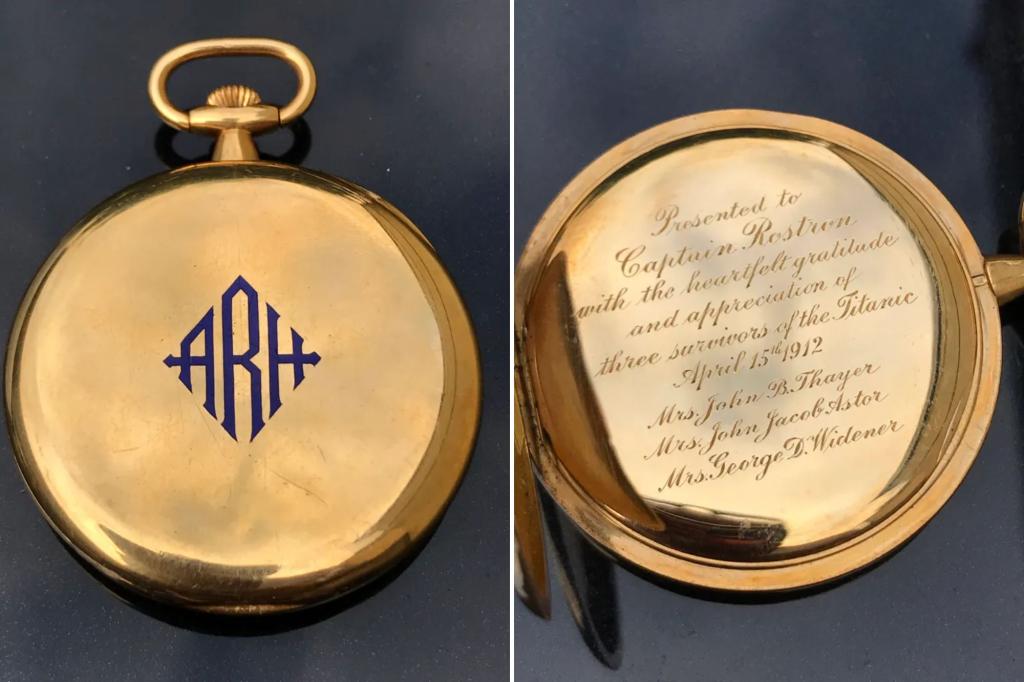 ARH
Presented to
Captain Rostron
with the heartfelt gratitude
and appreciation of
three survivors of the Titanic
April 15th 1912
Mrs. John B. Thayer
Mrs. John Jacob Astor
Mrs. George D. Widener